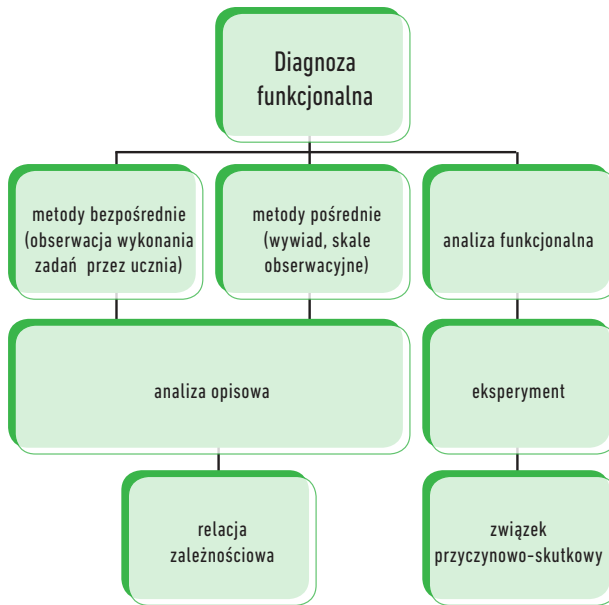 Diagnoza
funkcjonalna
metody bezpośrednie
(obserwacja wykonania
zadań przez ucznia)
metody pośrednie
(wywiad, skale
obserwacyjne)
analiza funkcjonalna
analiza opisowa
eksperyment
relacja
zależnościowa
związek
przyczynowo-skutkowy